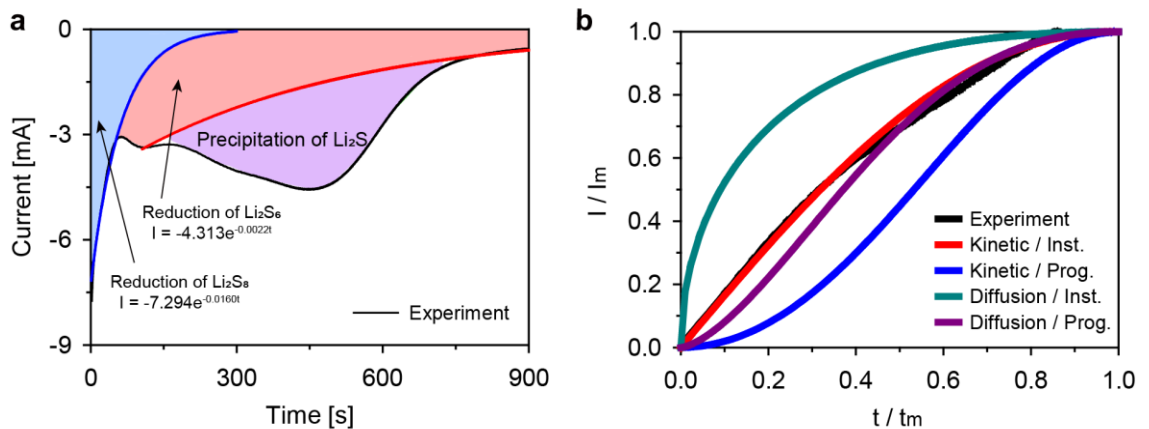 a
0
-3
-6
-9
Current [mA]
0
300
600
900
Time [s]
Precipitation of Li₂S
Reduction of Li₂S₆
I = -4.313e⁻⁰·⁰⁰²²ᵗ
Reduction of Li₂S₈
I = -7.294e⁻⁰·⁰¹⁶⁰ᵗ
Experiment
b
1.0
0.8
0.6
0.4
0.2
0.0
I / Iₘ
0.0
0.2
0.4
0.6
0.8
1.0
t / tₘ
Experiment
Kinetic / Inst.
Kinetic / Prog.
Diffusion / Inst.
Diffusion / Prog.